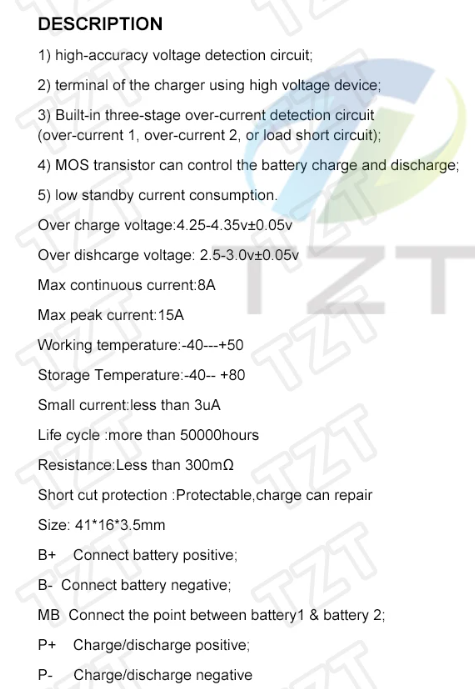 DESCRIPTION
1) high-accuracy voltage detection circuit;
2) terminal of the charger using high voltage device;
3) Built-in three-stage over-current detection circuit
(over-current 1, over-current 2, or load short circuit);
4) MOS transistor can control the battery charge and discharge;
5) low standby current consumption.
Over charge voltage:4.25-4.35v±0.05v
Over dishcarge voltage: 2.5-3.0v±0.05v
Max continuous current:8A
Max peak current:15A
Working temperature:-40---+50
Storage Temperature:-40-- +80
Small current:less than 3uA
Life cycle :more than 50000hours
Resistance:Less than 300mΩ
Short cut protection :Protectable,charge can repair
Size: 41*16*3.5mm
B+ Connect battery positive;
B- Connect battery negative;
MB Connect the point between battery1 & battery 2;
P+ Charge/discharge positive;
P- Charge/discharge negative
TZT